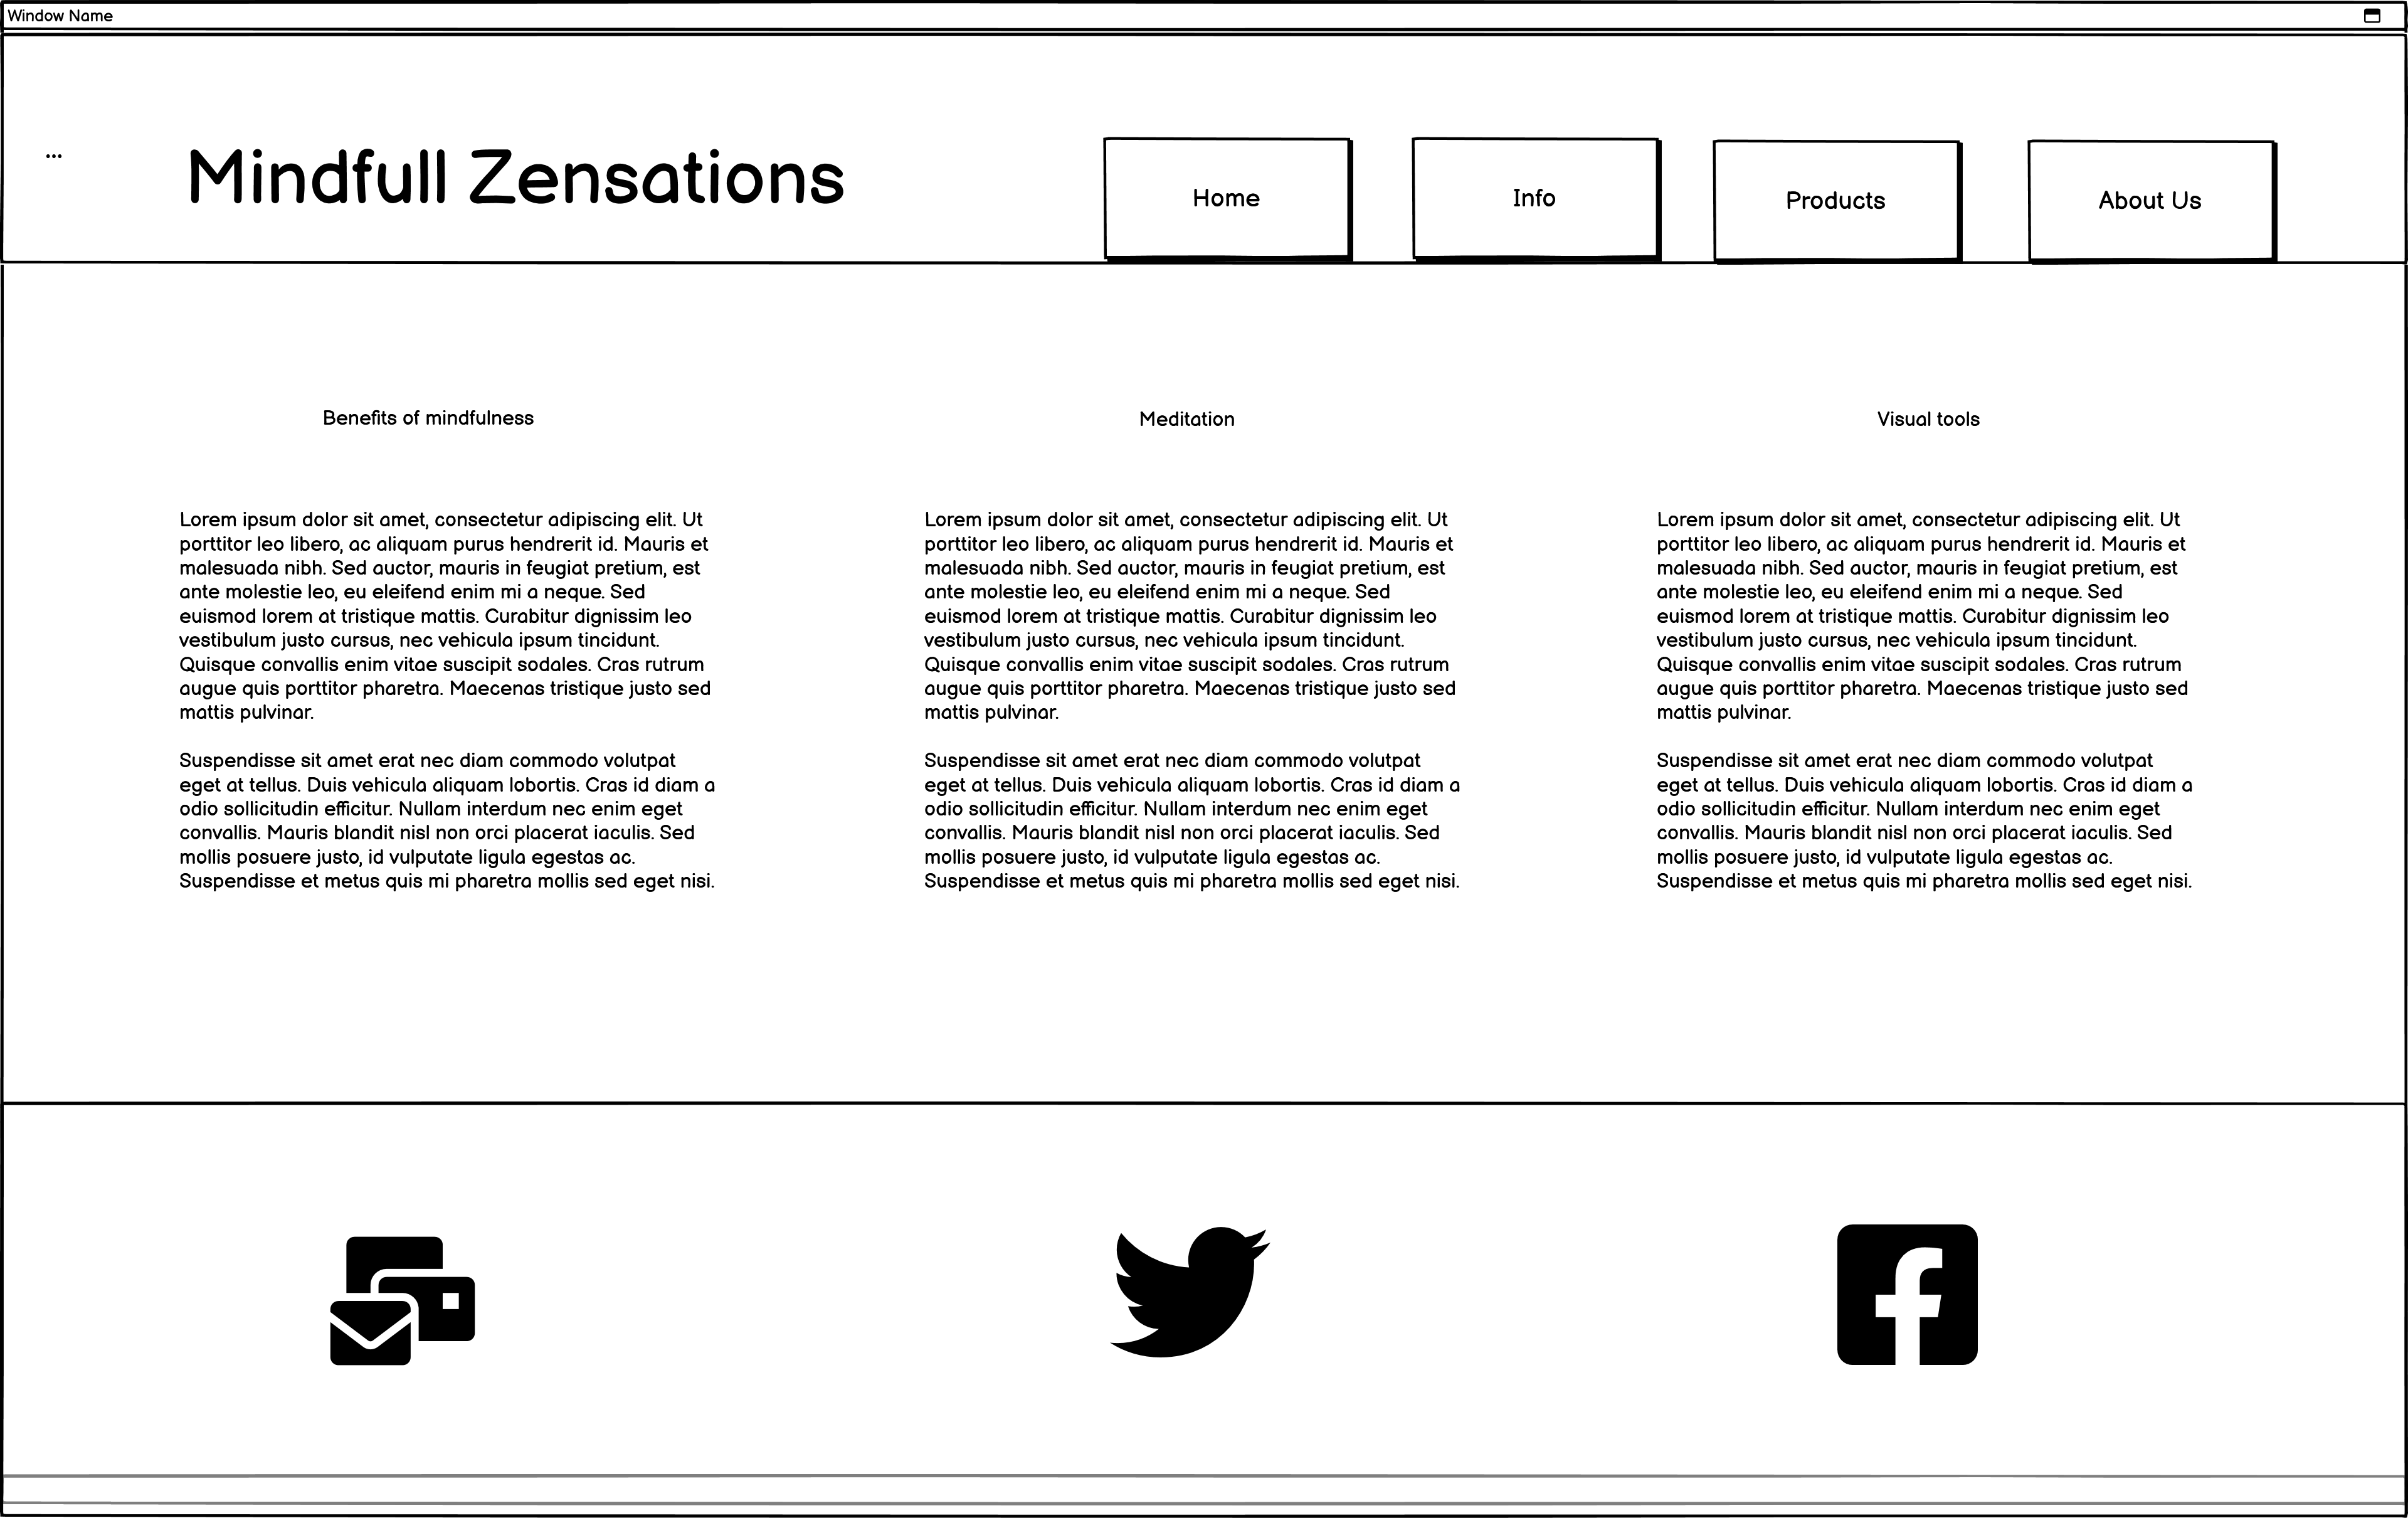 Window Name
...
Mindfull Zensations
Home
Info
Products
About Us
Benefits of mindfulness
Lorem ipsum dolor sit amet, consectetur adipiscing elit. Ut
porttitor leo libero, ac aliquam purus hendrerit id. Mauris et
malesuada nibh. Sed auctor, mauris in feugiat pretium, est
ante molestie leo, eu eleifend enim mi a neque. Sed
euismod lorem at tristique mattis. Curabitur dignissim leo
vestibulum justo cursus, nec vehicula ipsum tincidunt.
Quisque convallis enim vitae suscipit sodales. Cras rutrum
augue quis porttitor pharetra. Maecenas tristique justo sed
mattis pulvinar.
Suspendisse sit amet erat nec diam commodo volutpat
eget at tellus. Duis vehicula aliquam lobortis. Cras id diam a
odio sollicitudin efficitur. Nullam interdum nec enim eget
convallis. Mauris blandit nisl non orci placerat iaculis. Sed
mollis posuere justo, id vulputate ligula egestas ac.
Suspendisse et metus quis mi pharetra mollis sed eget nisi.
Meditation
Lorem ipsum dolor sit amet, consectetur adipiscing elit. Ut
porttitor leo libero, ac aliquam purus hendrerit id. Mauris et
malesuada nibh. Sed auctor, mauris in feugiat pretium, est
ante molestie leo, eu eleifend enim mi a neque. Sed
euismod lorem at tristique mattis. Curabitur dignissim leo
vestibulum justo cursus, nec vehicula ipsum tincidunt.
Quisque convallis enim vitae suscipit sodales. Cras rutrum
augue quis porttitor pharetra. Maecenas tristique justo sed
mattis pulvinar.
Suspendisse sit amet erat nec diam commodo volutpat
eget at tellus. Duis vehicula aliquam lobortis. Cras id diam a
odio sollicitudin efficitur. Nullam interdum nec enim eget
convallis. Mauris blandit nisl non orci placerat iaculis. Sed
mollis posuere justo, id vulputate ligula egestas ac.
Suspendisse et metus quis mi pharetra mollis sed eget nisi.
Visual tools
Lorem ipsum dolor sit amet, consectetur adipiscing elit. Ut
porttitor leo libero, ac aliquam purus hendrerit id. Mauris et
malesuada nibh. Sed auctor, mauris in feugiat pretium, est
ante molestie leo, eu eleifend enim mi a neque. Sed
euismod lorem at tristique mattis. Curabitur dignissim leo
vestibulum justo cursus, nec vehicula ipsum tincidunt.
Quisque convallis enim vitae suscipit sodales. Cras rutrum
augue quis porttitor pharetra. Maecenas tristique justo sed
mattis pulvinar.
Suspendisse sit amet erat nec diam commodo volutpat
eget at tellus. Duis vehicula aliquam lobortis. Cras id diam a
odio sollicitudin efficitur. Nullam interdum nec enim eget
convallis. Mauris blandit nisl non orci placerat iaculis. Sed
mollis posuere justo, id vulputate ligula egestas ac.
Suspendisse et metus quis mi pharetra mollis sed eget nisi.